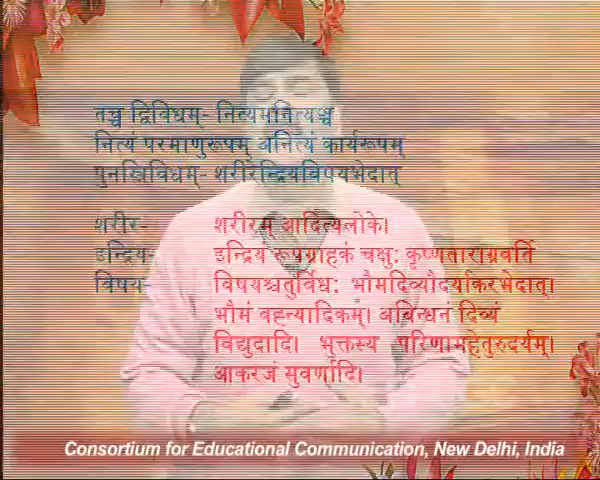 तच्च द्विविधम्- नित्यमनित्यञ्च
नित्यं परमाणुरूपम् अनित्यं कार्यरूपम्
पुनस्त्रिविधम्- शरीरेन्द्रियविषयभेदात्
शरीर- शरीरम् आदित्यलोके।
इन्द्रिय- इन्द्रिय रूपग्राहकं चक्षुः कृष्णताराग्रवर्ति
विषय- विषयश्चतुर्विधः भौमदिव्यौदर्याकरभेदात्।
भौमं वह्न्यादिकम्। अबिन्धनं दिव्यं
विद्युदादि। भुक्तस्य परिणामहेतुरुदर्यम्।
आकरजं सुवर्णादि।
Consortium for Educational Communication, New Delhi, India